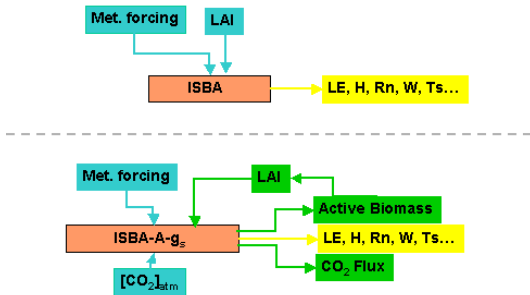 Met. forcing
LAI
ISBA
LE, H, Rn, W, Ts...
LAI
Met. forcing
Active Biomass
ISBA-A-gs
LE, H, Rn, W, Ts...
CO2 Flux
[CO2]atm